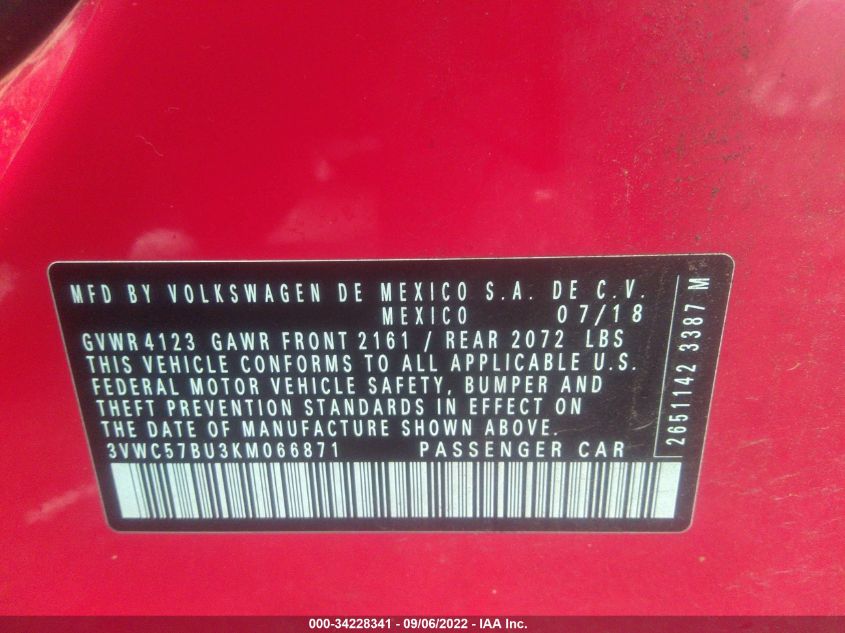 MFD BY VOLKSWAGEN DE MEXICO S.A. DE C.V.
MEXICO 07/18
GVWR 4123 GAWR FRONT 2161 / REAR 2072 LBS
THIS VEHICLE CONFORMS TO ALL APPLICABLE U.S.
FEDERAL MOTOR VEHICLE SAFETY, BUMPER AND
THEFT PREVENTION STANDARDS IN EFFECT ON
THE DATE OF MANUFACTURE SHOWN ABOVE.
3VWC57BU3KM066871 PASSENGER CAR
2651142 3387 M
000-34228341 - 09/06/2022 - IAA Inc.